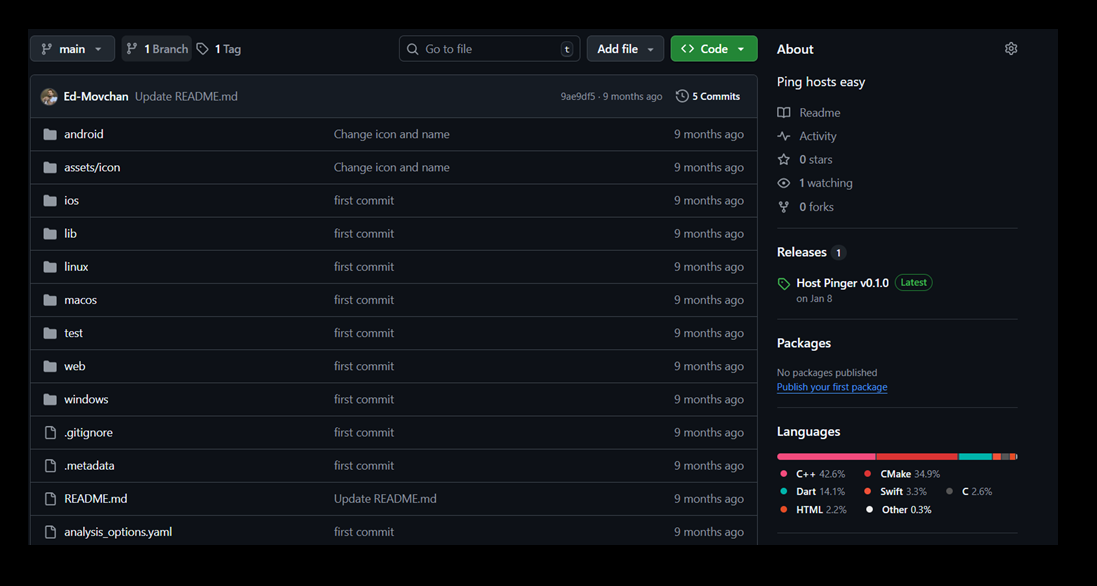 main 1 Branch 1 Tag Go to file t Add file Code
Ed-Movchan Update README.md 9ae9df5 · 9 months ago 5 Commits
android Change icon and name 9 months ago
assets/icon Change icon and name 9 months ago
ios first commit 9 months ago
lib first commit 9 months ago
linux first commit 9 months ago
macos first commit 9 months ago
test first commit 9 months ago
web first commit 9 months ago
windows first commit 9 months ago
.gitignore first commit 9 months ago
.metadata first commit 9 months ago
README.md Update README.md 9 months ago
analysis_options.yaml first commit 9 months ago
About
Ping hosts easy
Readme
Activity
0 stars
1 watching
0 forks
Releases 1
Host Pinger v0.1.0 Latest
on Jan 8
Packages
No packages published
Publish your first package
Languages
C++ 42.6% CMake 34.9%
Dart 14.1% Swift 3.3% C 2.6%
HTML 2.2% Other 0.3%